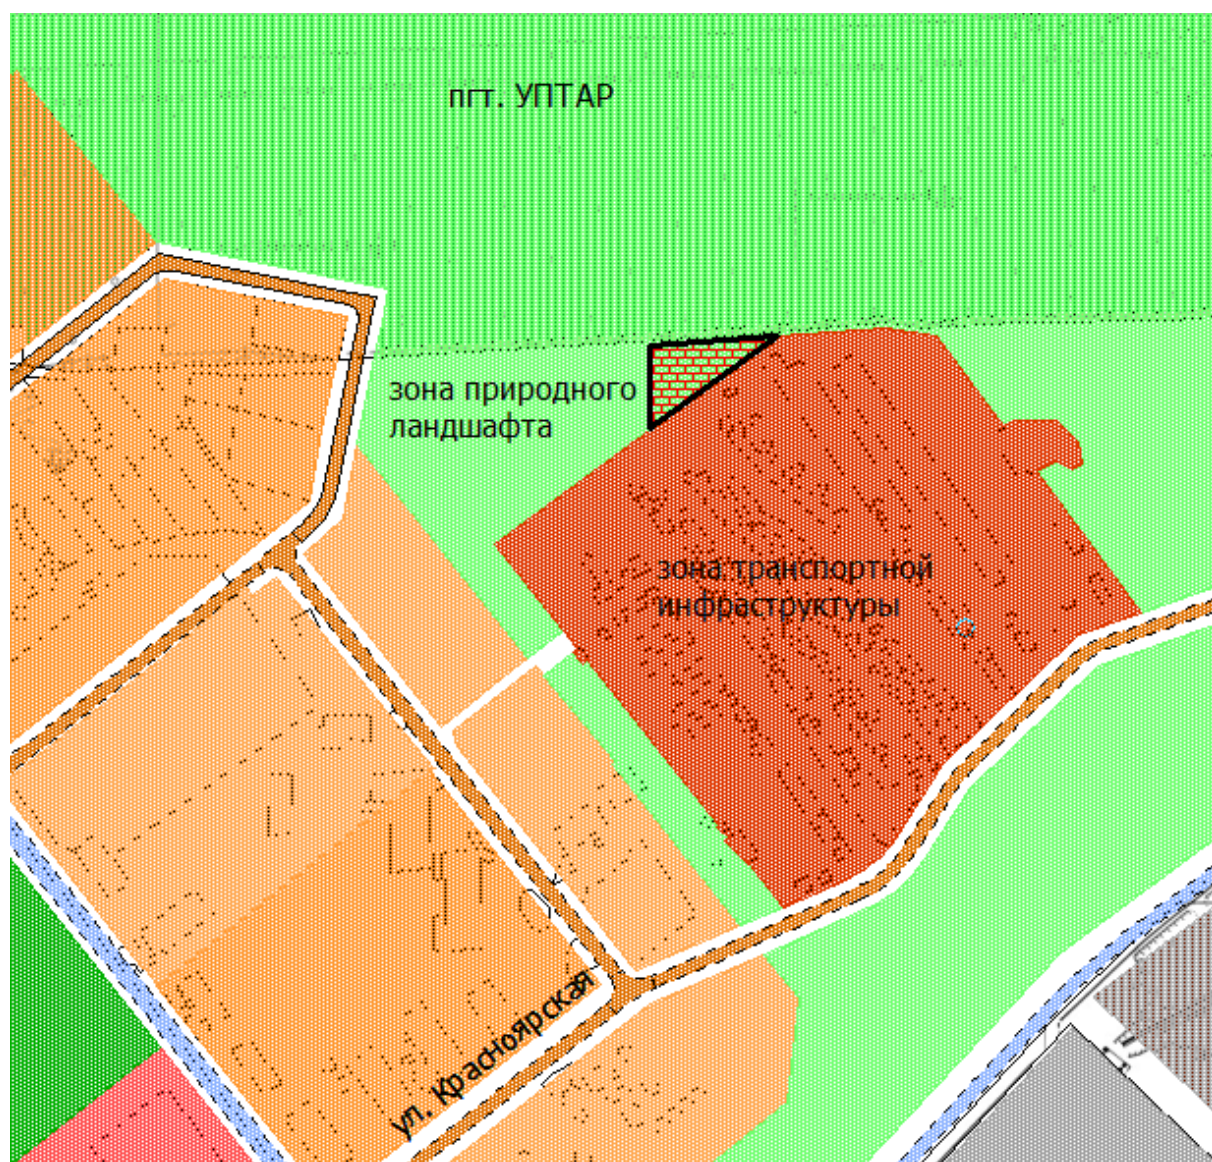 пгт. УПТАР
зона природного
ландшафта
зона транспортной
инфраструктуры
ул. Красноярская